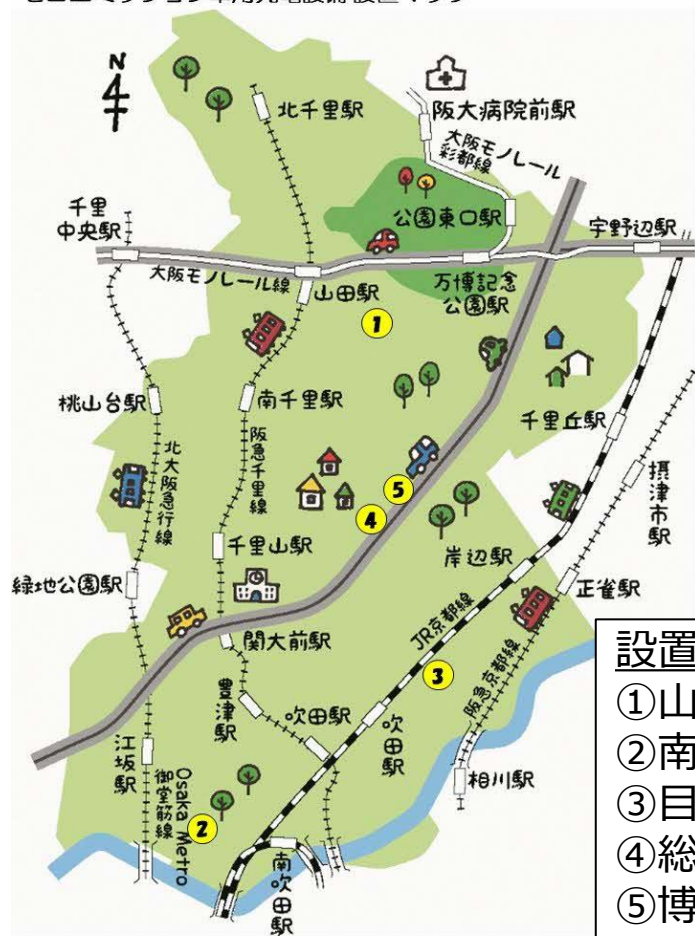 N
北千里駅
阪大病院前駅
大阪モノレール
彩都線
千里
中央駅
公園東口駅
宇野辺駅
大阪モノレール線
山田駅
万博記念
公園駅
①
桃山台駅
南千里駅
千里丘駅
北大阪急行線
阪急千里線
摂津市駅
⑤
④
千里山駅
岸辺駅
緑地公園駅
正雀駅
関大前駅
JR京都線
③
阪急京都線
豊津駅
吹田駅
吹田駅
江坂駅
相川駅
Osaka Metro
御堂筋線
②
南吹田駅
設置
①山
②南
③目
④総
⑤博